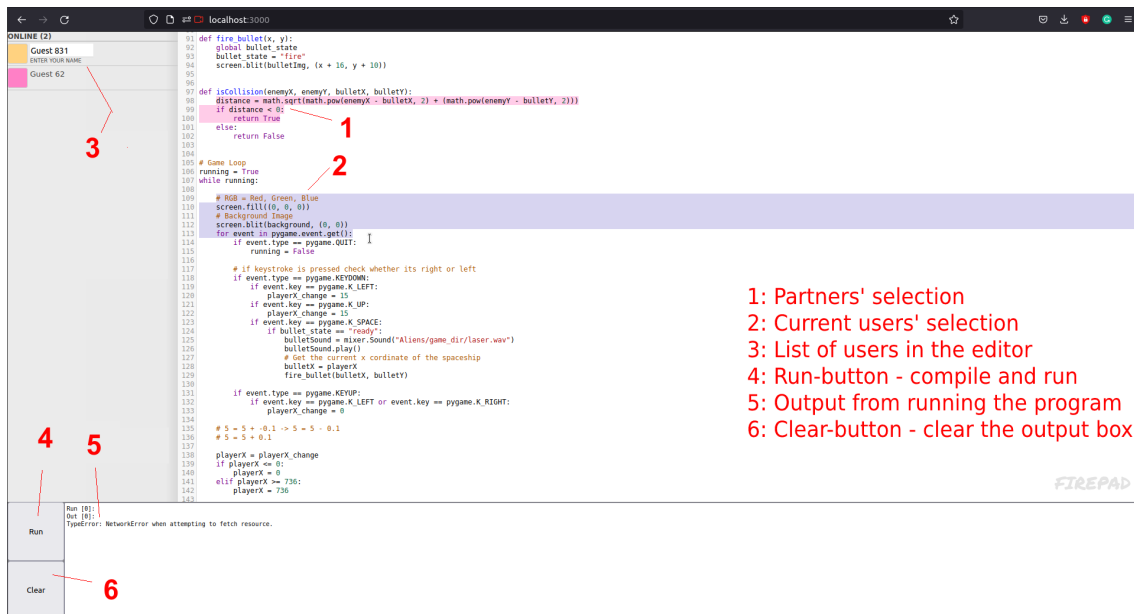 localhost:3000
ONLINE (2)
Guest 831
ENTER YOUR NAME
Guest 62
3
91 def fire_bullet(x, y):
92     global bullet_state
93     bullet_state = "fire"
94     screen.blit(bulletImg, (x + 16, y + 10))
95
96
97 def isCollision(enemyX, enemyY, bulletX, bulletY):
98     distance = math.sqrt(math.pow(enemyX - bulletX, 2) + (math.pow(enemyY - bulletY, 2)))
99     if distance < 0:
100         return True
101     else:
102         return False
103
104
105 # Game Loop
106 running = True
107 while running:
108
109     # RGB = Red, Green, Blue
110     screen.fill((0, 0, 0))
111     # Background Image
112     screen.blit(background, (0, 0))
113     for event in pygame.event.get():
114         if event.type == pygame.QUIT:
115             running = False
116
117         # if keystroke is pressed check whether its right or left
118         if event.type == pygame.KEYDOWN:
119             if event.key == pygame.K_LEFT:
120                 playerX_change = 15
121             if event.key == pygame.K_UP:
122                 playerX_change = 15
123             if event.key == pygame.K_SPACE:
124                 if bullet_state == "ready":
125                     bulletSound = mixer.Sound("Aliens/game_dir/laser.wav")
126                     bulletSound.play()
127                     # Get the current x cordinate of the spaceship
128                     bulletX = playerX
129                     fire_bullet(bulletX, bulletY)
130
131         if event.type == pygame.KEYUP:
132             if event.key == pygame.K_LEFT or event.key == pygame.K_RIGHT:
133                 playerX_change = 0
134
135     # 5 = 5 + -0.1 -> 5 = 5 - 0.1
136     # 5 = 5 + 0.1
137
138     playerX = playerX_change
139     if playerX <= 0:
140         playerX = 0
141     elif playerX >= 736:
142         playerX = 736
143
1
2
1: Partners' selection
2: Current users' selection
3: List of users in the editor
4: Run-button - compile and run
5: Output from running the program
6: Clear-button - clear the output box
4
5
FIREPAD
Run
Run [0]:
Out [0]:
TypeError: NetworkError when attempting to fetch resource.
Clear
6